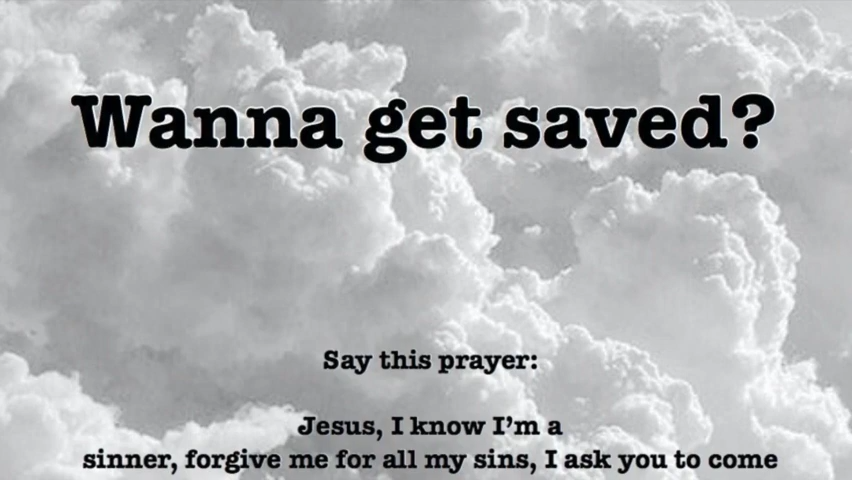 Wanna get saved?
Say this prayer:
Jesus, I know I’m a
sinner, forgive me for all my sins, I ask you to come